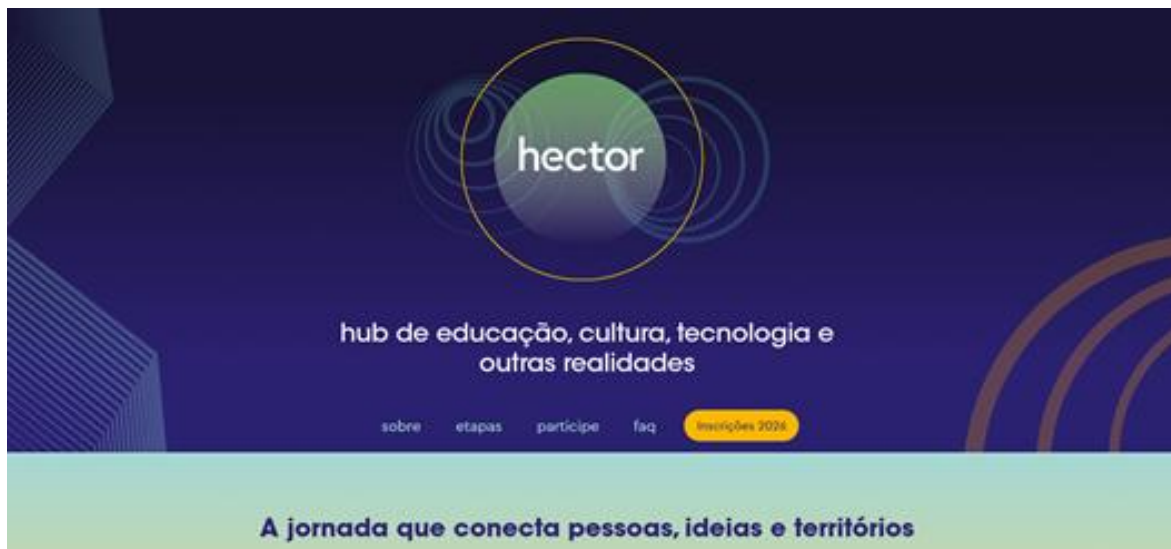 hector
hub de educação, cultura, tecnologia e
outras realidades
sobre etapas participe faq Inscrições 2026
A jornada que conecta pessoas, ideias e territórios